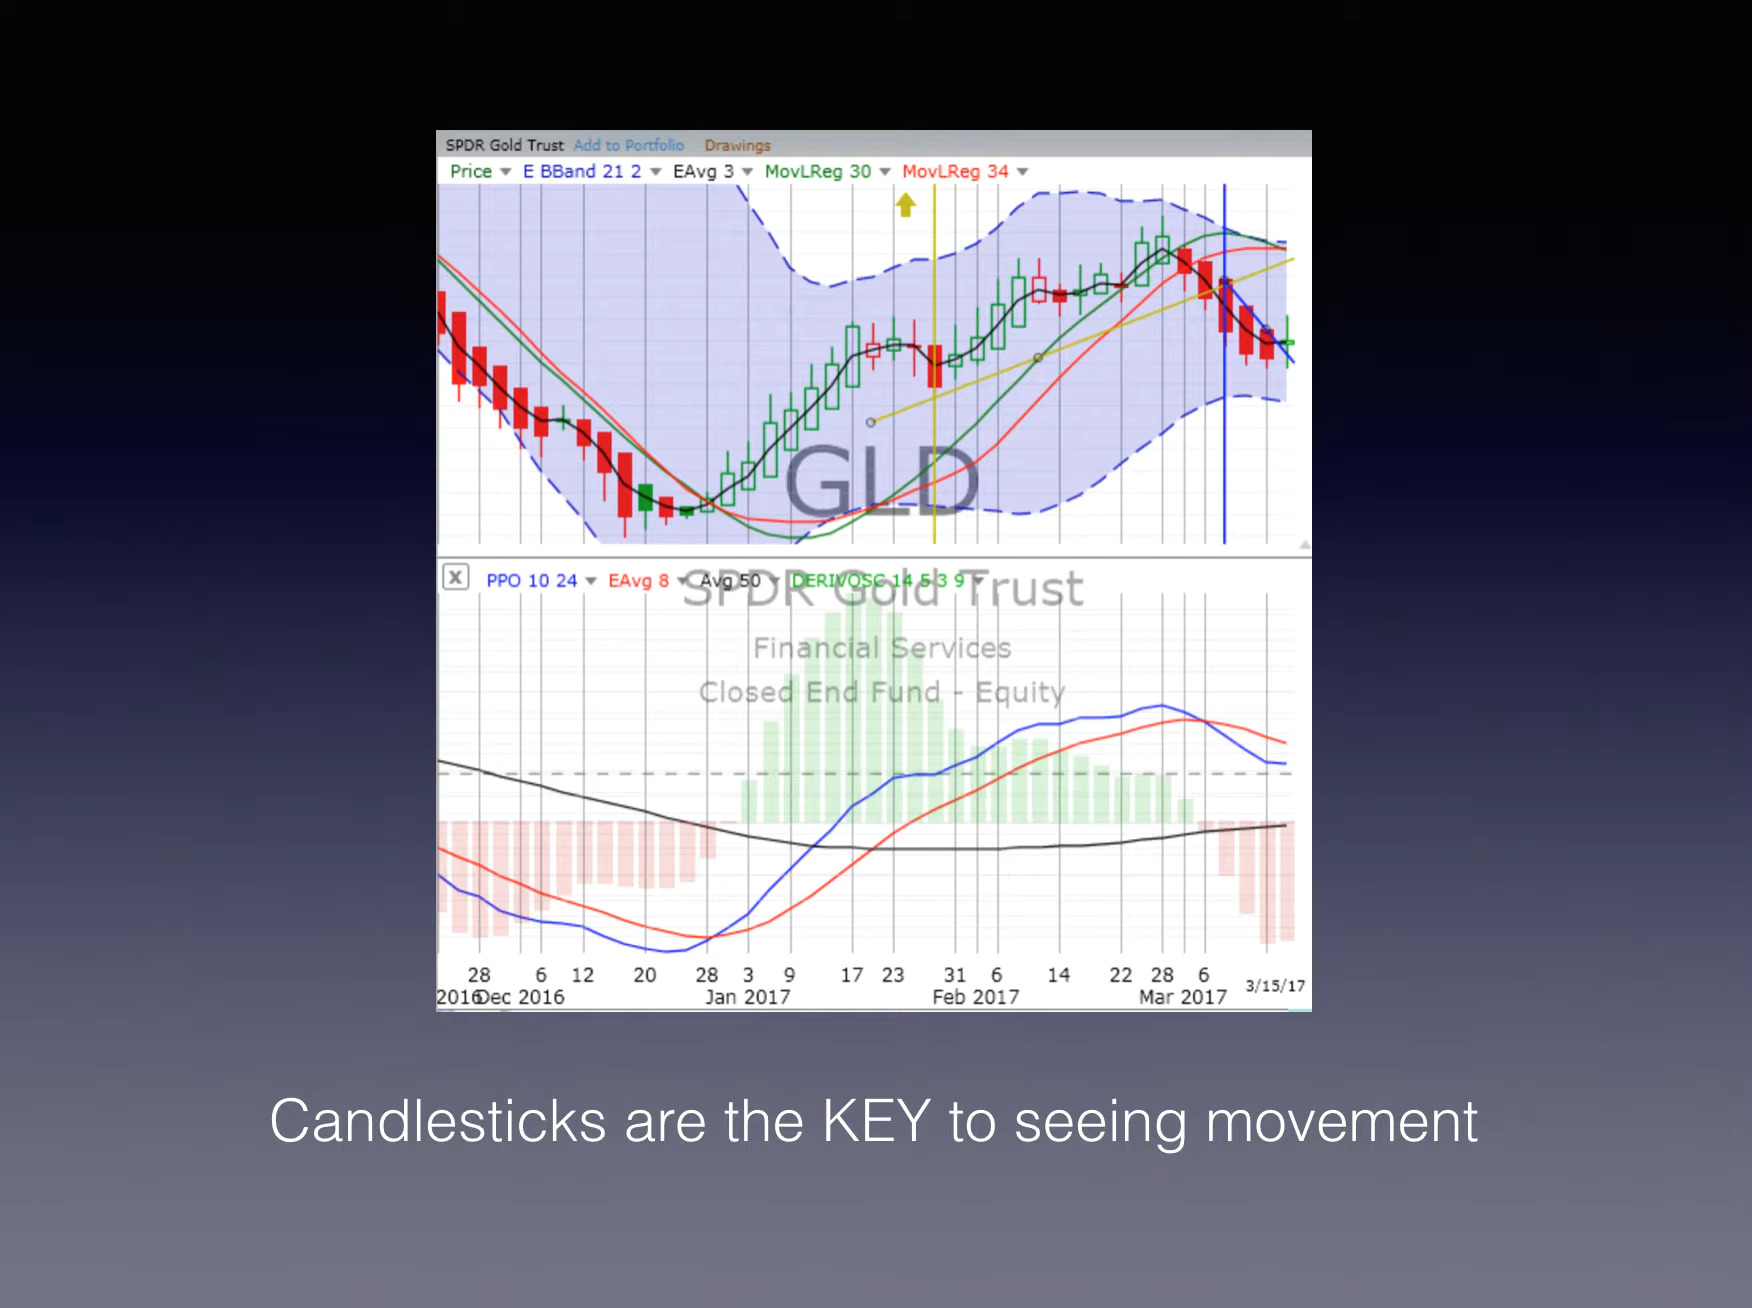 SPDR Gold Trust Add to Portfolio Drawings
Price E BBand 21 2 EAvg 3 MovLReg 30 MovLReg 34
GLD
X PPO 10 24 EAvg 8 Avg 50 DERIVOSC 14 5 3 9
SPDR Gold Trust
Financial Services
Closed End Fund - Equity
28 6 12 20 28 3 9 17 23 31 6 14 22 28 6
2016 Dec 2016 Jan 2017 Feb 2017 Mar 2017 3/15/17
Candlesticks are the KEY to seeing movement